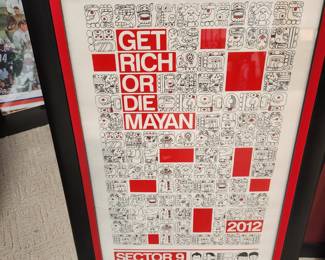 GET
RICH
OR
DIE
MAYAN
2012
SECTOR 9